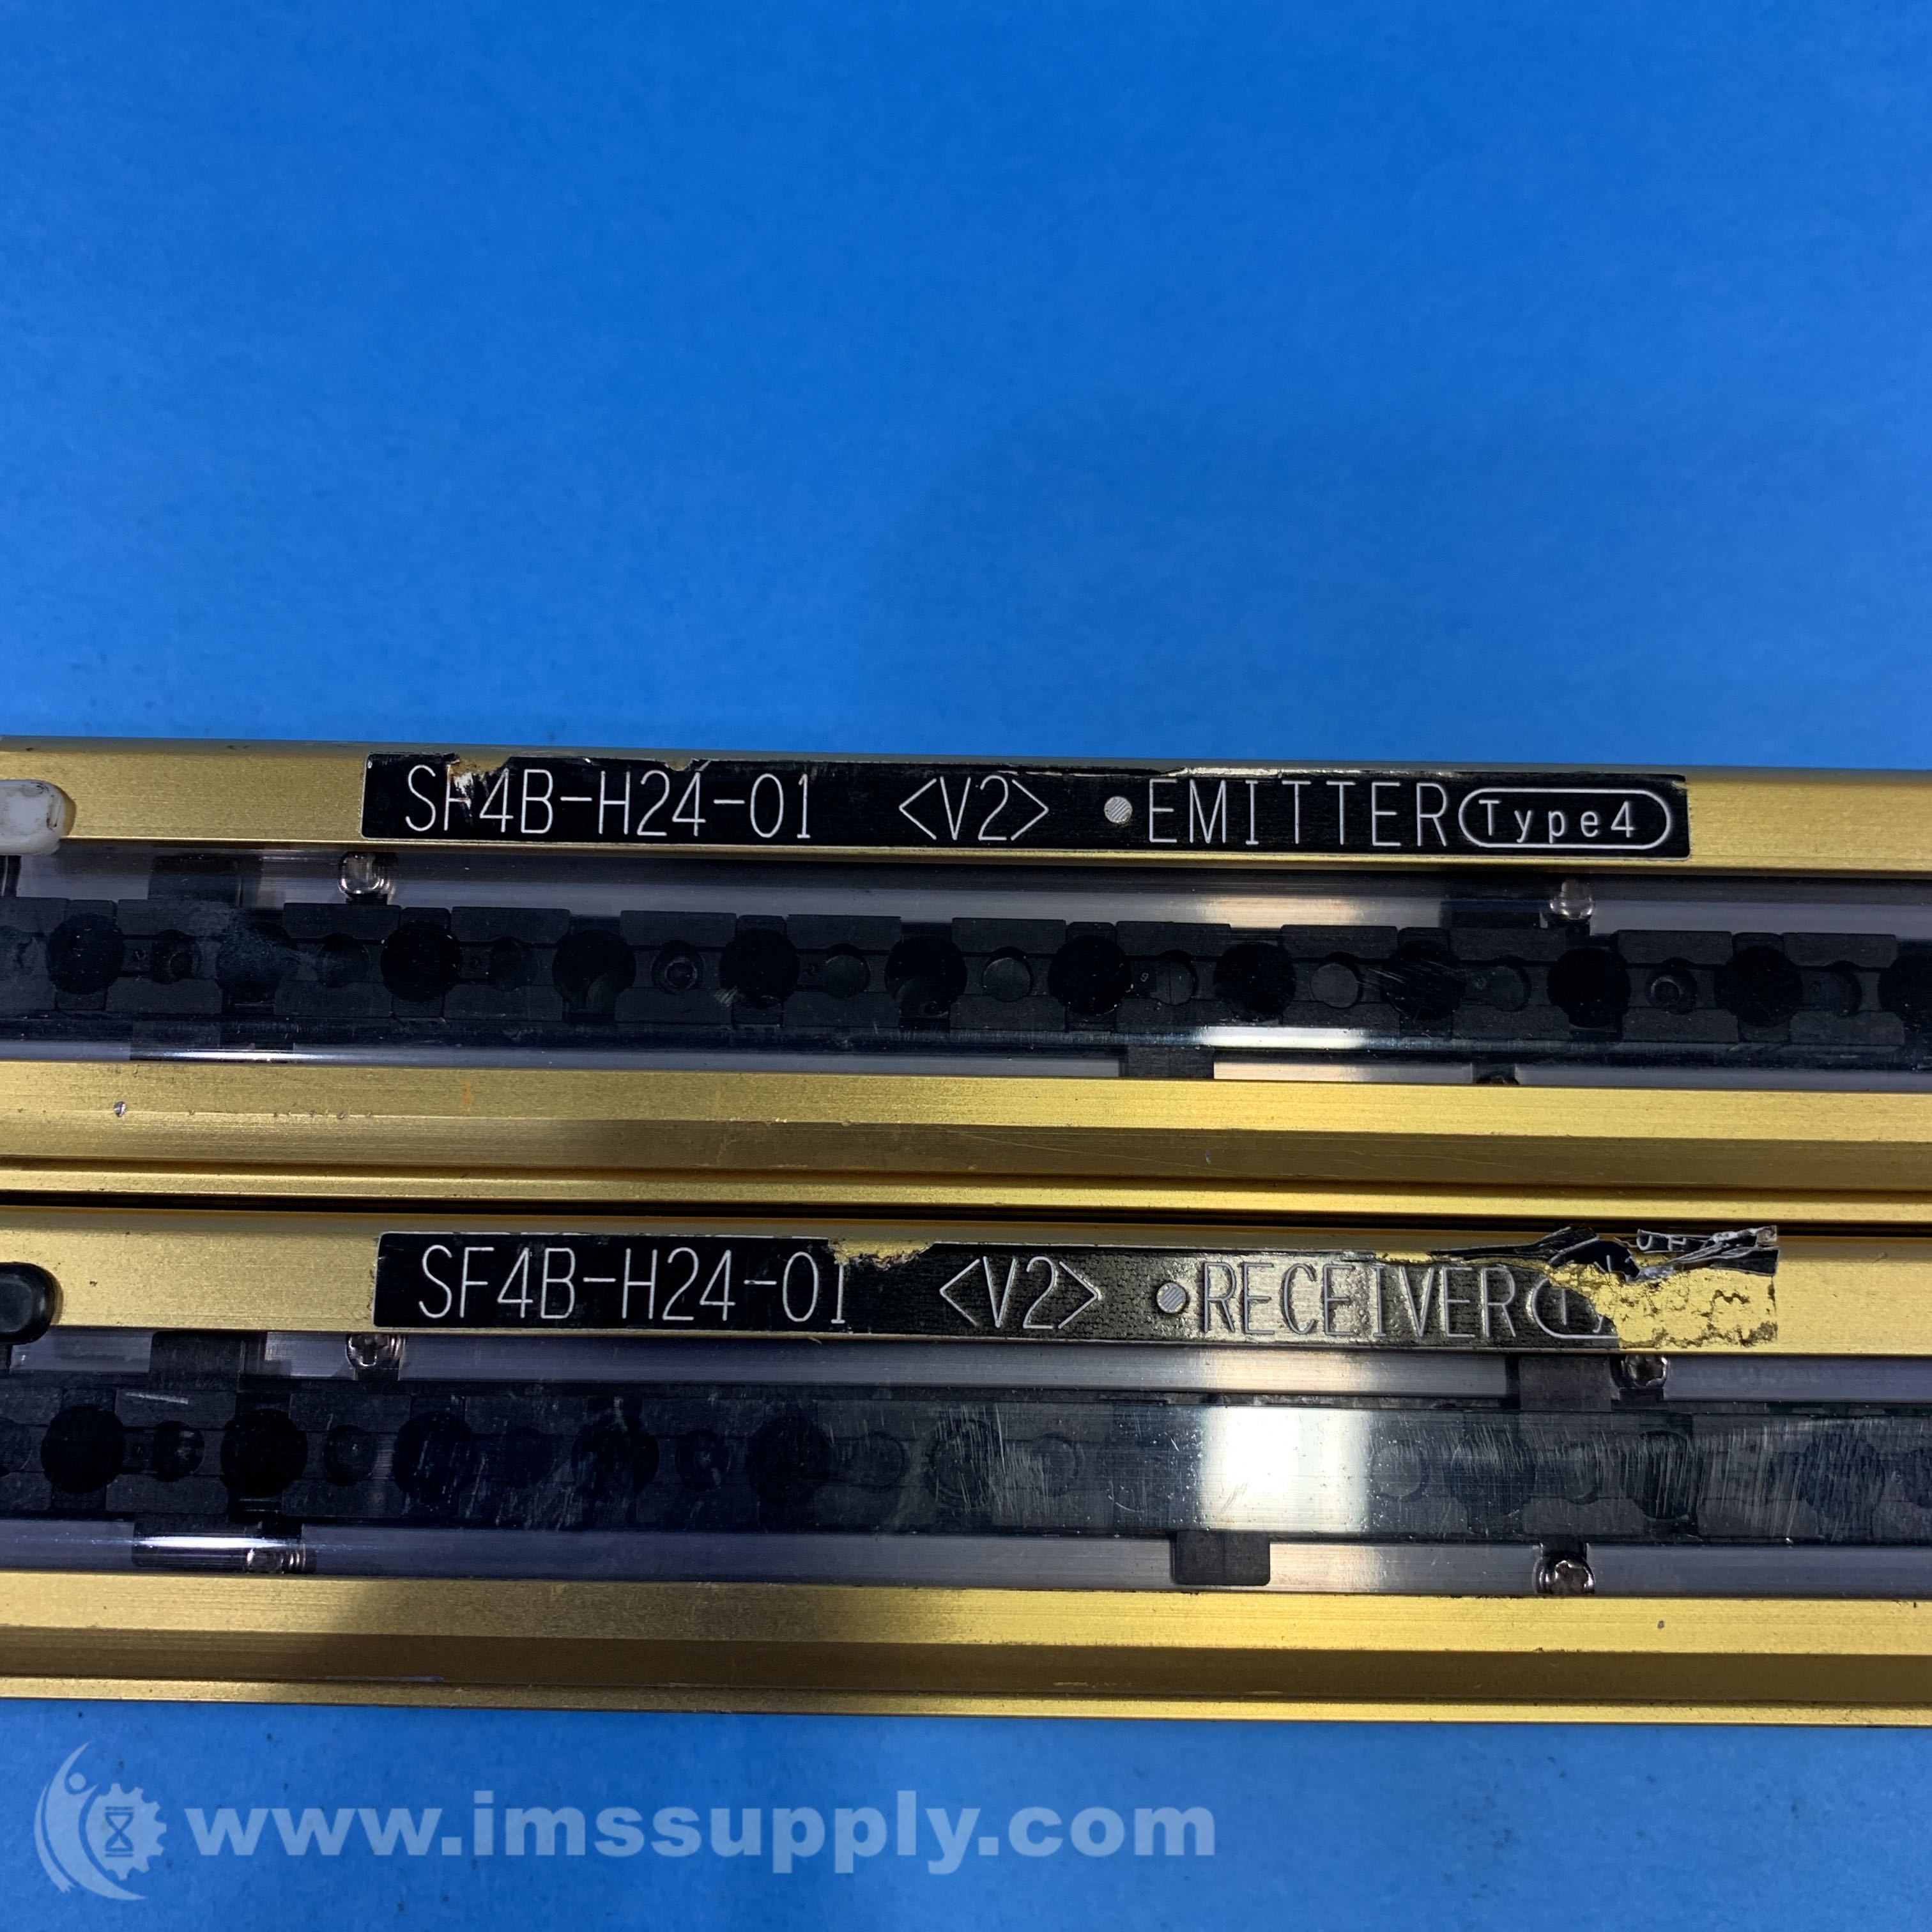 SF4B-H24-01 <V2> EMITTER Type4
SF4B-H24-01 <V2> RECEIVER
www.imssupply.com